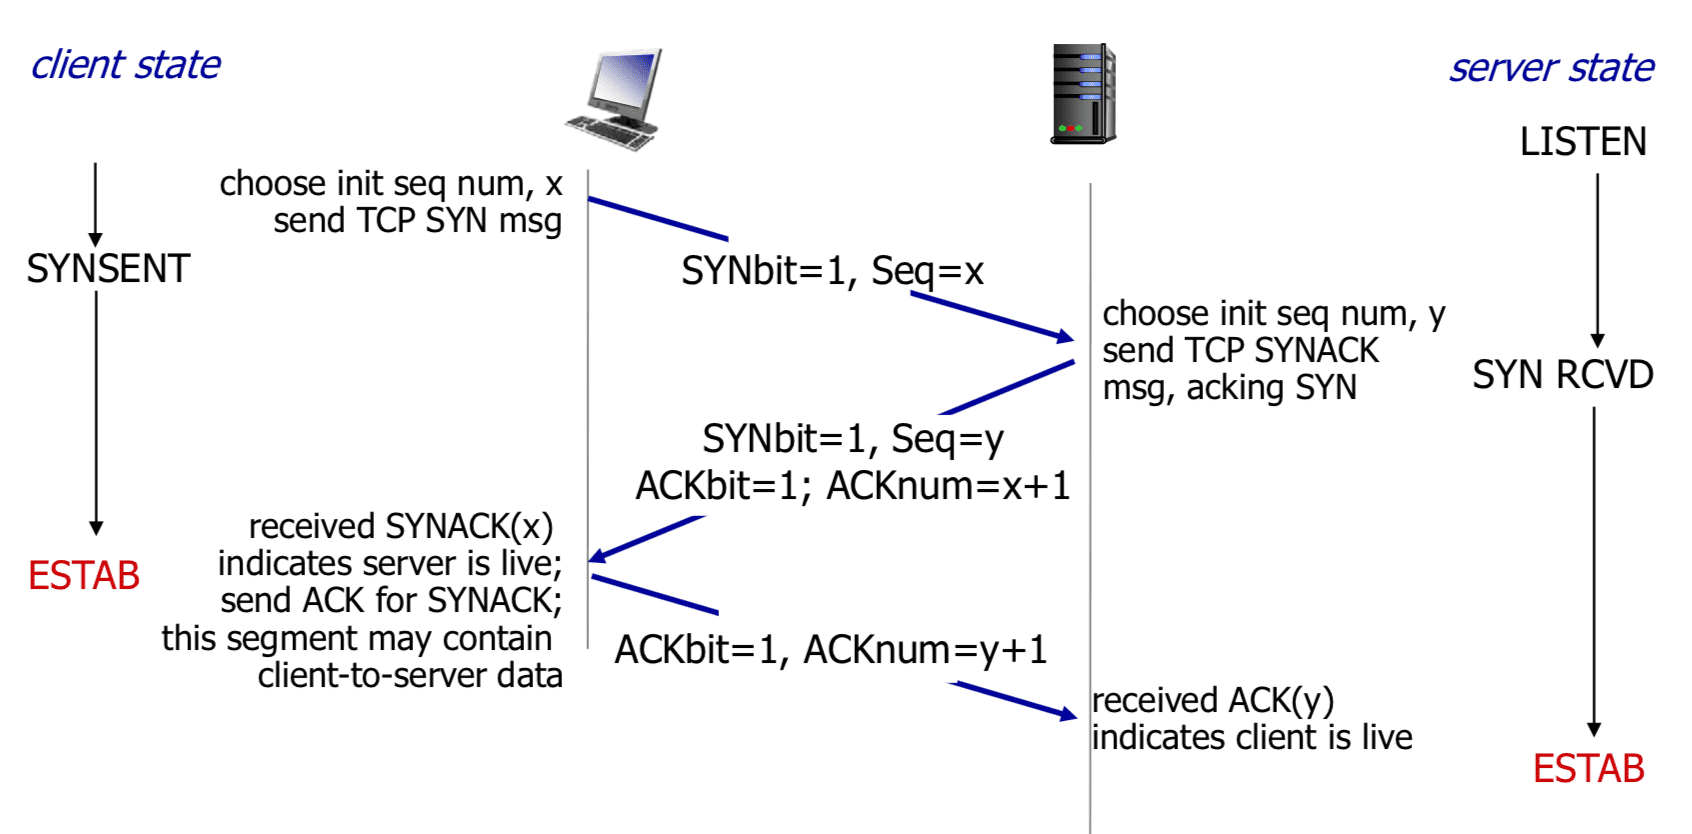 client state
server state
LISTEN
choose init seq num, x
send TCP SYN msg
SYNSENT
SYNbit=1, Seq=x
choose init seq num, y
send TCP SYNACK
msg, acking SYN
SYN RCVD
SYNbit=1, Seq=y
ACKbit=1; ACKnum=x+1
received SYNACK(x)
indicates server is live;
send ACK for SYNACK;
this segment may contain
client-to-server data
ESTAB
ACKbit=1, ACKnum=y+1
received ACK(y)
indicates client is live
ESTAB